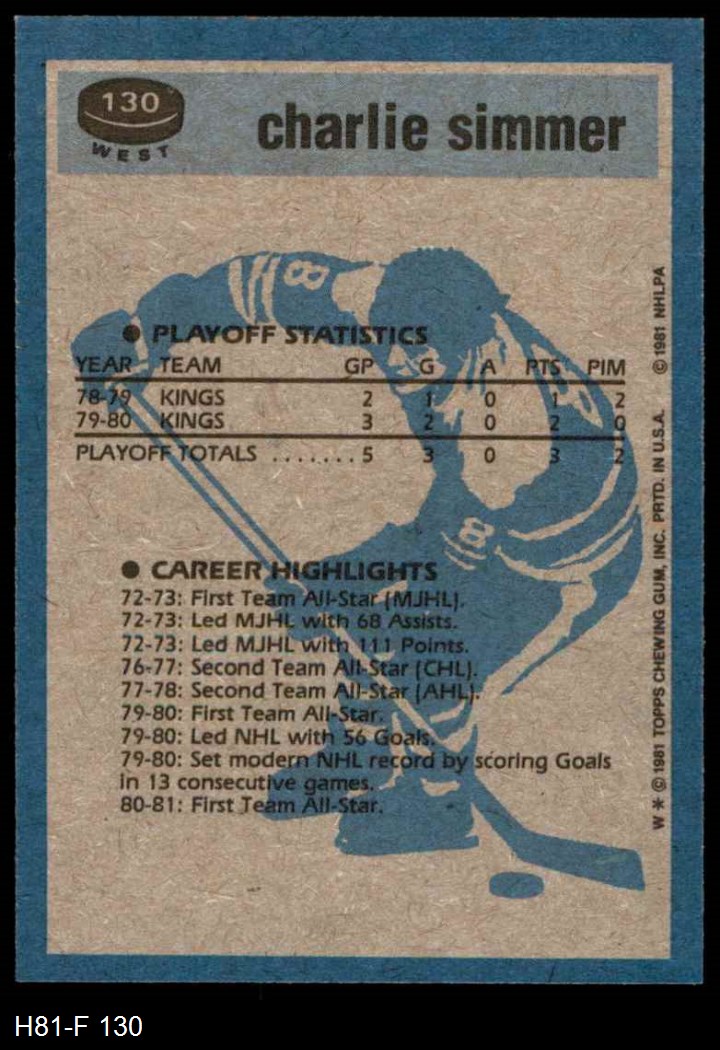 130
WEST
charlie simmer
● PLAYOFF STATISTICS
YEAR TEAM GP G A PTS PIM
78-79 KINGS 2 1 0 1 2
79-80 KINGS 3 2 0 2 0
PLAYOFF TOTALS ....... 5 3 0 3 2
8
8
● CAREER HIGHLIGHTS
72-73: First Team All-Star (MJHL).
72-73: Led MJHL with 68 Assists.
72-73: Led MJHL with 111 Points.
76-77: Second Team All-Star (CHL).
77-78: Second Team All-Star (AHL).
79-80: First Team All-Star.
79-80: Led NHL with 56 Goals.
79-80: Set modern NHL record by scoring Goals
in 13 consecutive games.
80-81: First Team All-Star.
W * © 1981 TOPPS CHEWING GUM, INC. PRTD. IN U.S.A. © 1981 NHLPA
H81-F 130